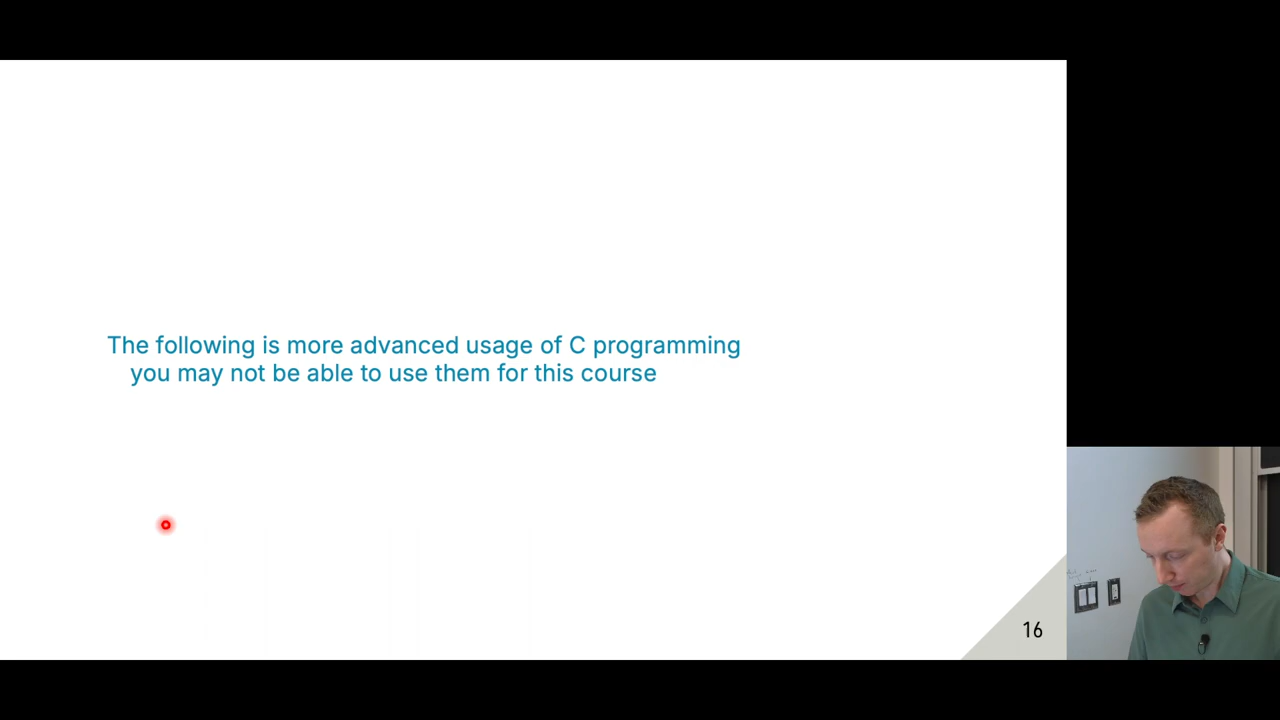 The following is more advanced usage of C programming
you may not be able to use them for this course
16